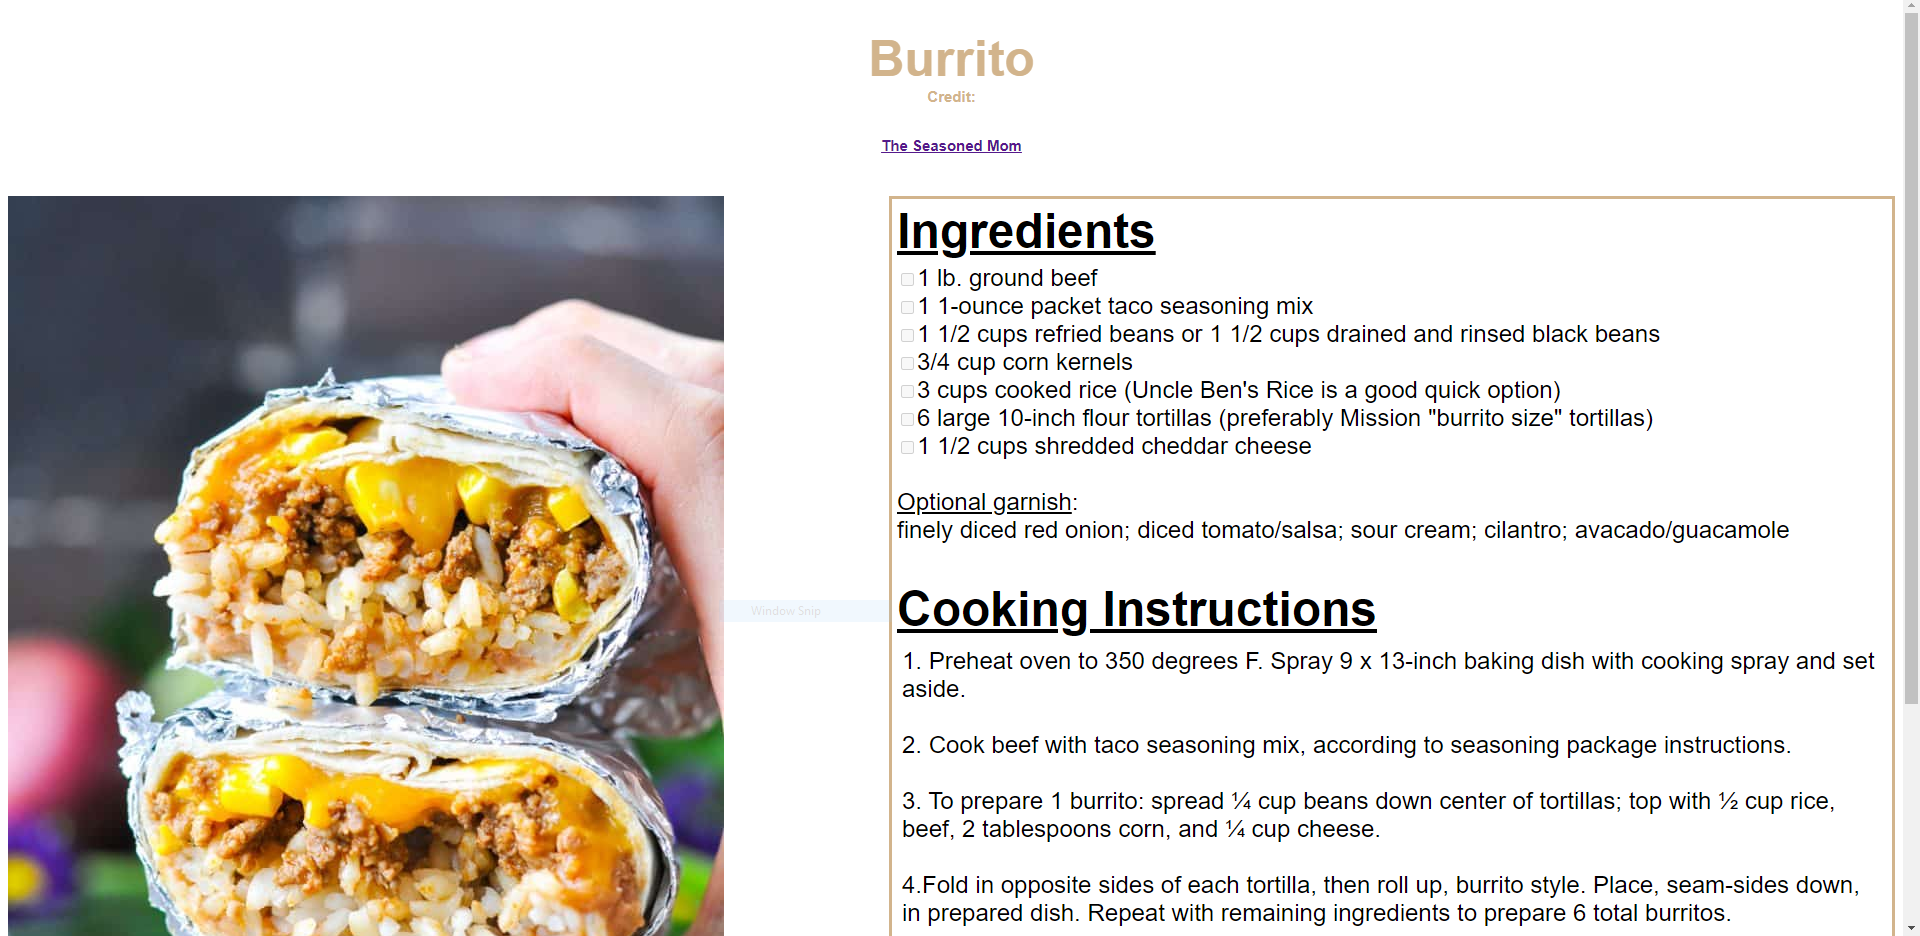 Burrito
Credit:
The Seasoned Mom
Ingredients
1 lb. ground beef
1 1-ounce packet taco seasoning mix
1 1/2 cups refried beans or 1 1/2 cups drained and rinsed black beans
3/4 cup corn kernels
3 cups cooked rice (Uncle Ben's Rice is a good quick option)
6 large 10-inch flour tortillas (preferably Mission "burrito size" tortillas)
1 1/2 cups shredded cheddar cheese
Optional garnish:
finely diced red onion; diced tomato/salsa; sour cream; cilantro; avacado/guacamole
Window Snip
Cooking Instructions
1. Preheat oven to 350 degrees F. Spray 9 x 13-inch baking dish with cooking spray and set
aside.
2. Cook beef with taco seasoning mix, according to seasoning package instructions.
3. To prepare 1 burrito: spread ¼ cup beans down center of tortillas; top with ½ cup rice,
beef, 2 tablespoons corn, and ¼ cup cheese.
4.Fold in opposite sides of each tortilla, then roll up, burrito style. Place, seam-sides down,
in prepared dish. Repeat with remaining ingredients to prepare 6 total burritos.